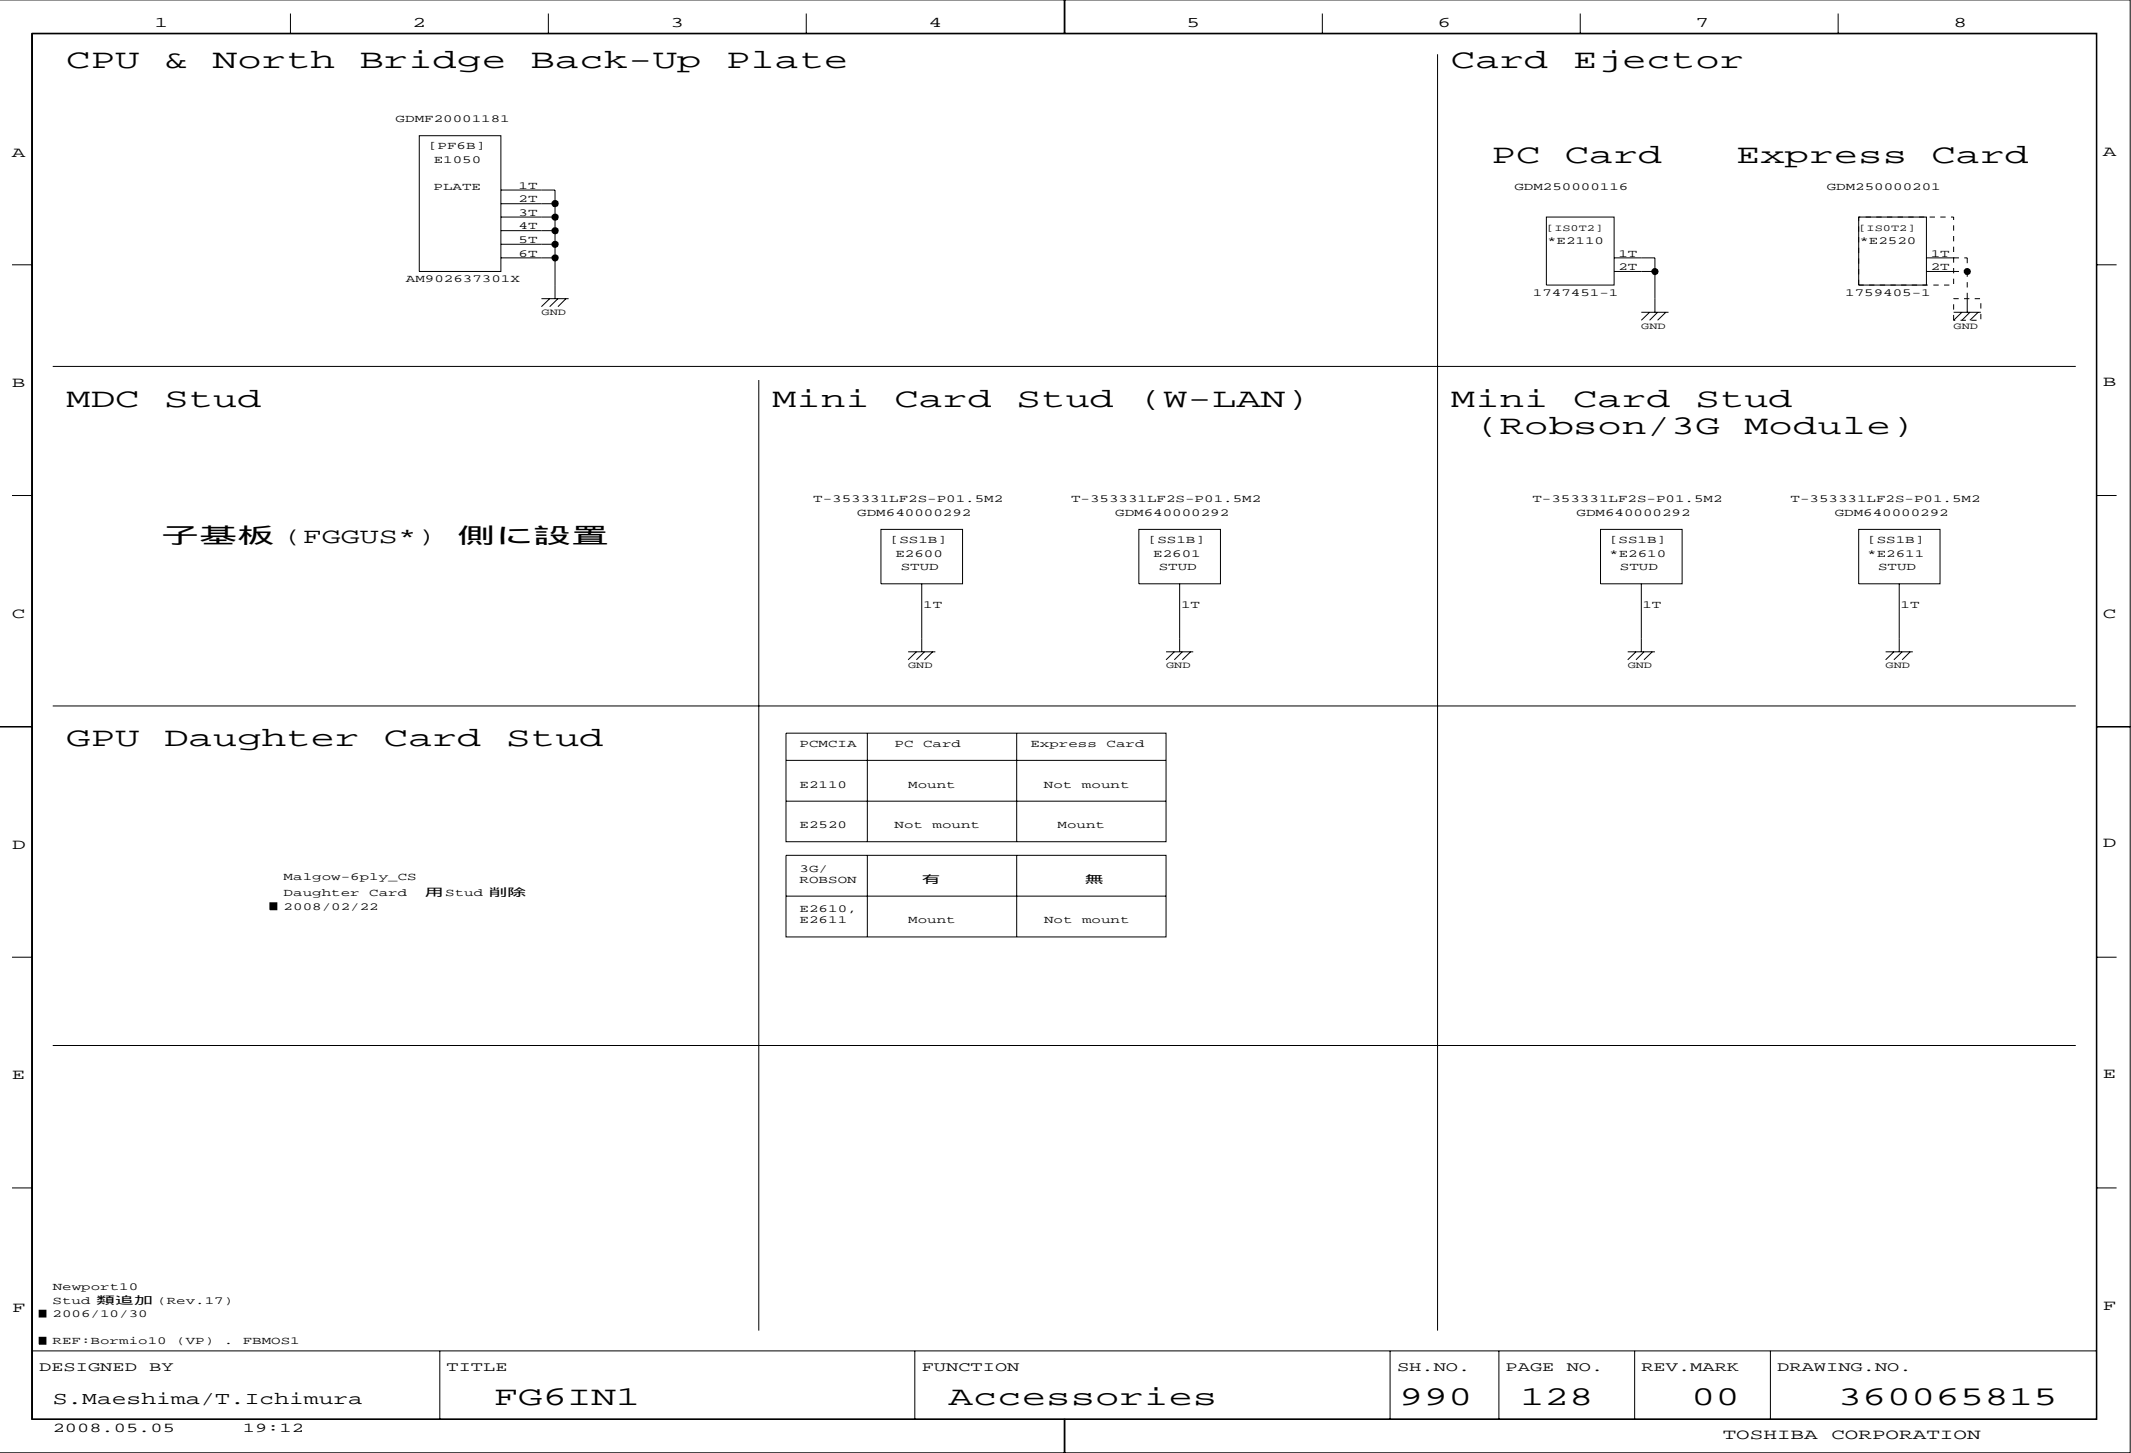 1 2 3 4 5 6 7 8
CPU & North Bridge Back-Up Plate
GDMF20001181
[PF6B]
E1050
PLATE
1T
2T
3T
4T
5T
6T
AM902637301X
GND
Card Ejector
PC Card
GDM250000116
[IS0T2]
*E2110
1T
2T
1747451-1
GND
Express Card
GDM250000201
[IS0T2]
*E2520
1T
2T
1759405-1
GND
A
A
B
B
MDC Stud
子基板(FGGUS*) 側に設置
Mini Card Stud (W-LAN)
T-353331LF2S-P01.5M2
GDM640000292
[SS1B]
E2600
STUD
1T
GND
T-353331LF2S-P01.5M2
GDM640000292
[SS1B]
E2601
STUD
1T
GND
Mini Card Stud
(Robson/3G Module)
T-353331LF2S-P01.5M2
GDM640000292
[SS1B]
*E2610
STUD
1T
GND
T-353331LF2S-P01.5M2
GDM640000292
[SS1B]
*E2611
STUD
1T
GND
C
C
GPU Daughter Card Stud
Malgow-6ply_CS
Daughter Card 用Stud削除
■ 2008/02/22
PCMCIA PC Card Express Card
E2110 Mount Not mount
E2520 Not mount Mount
3G/
ROBSON 有 無
E2610,
E2611 Mount Not mount
D
D
E
E
F
F
Newport10
Stud 類追加(Rev.17)
■ 2006/10/30
■ REF:Bormio10 (VP) . FBMOS1
DESIGNED BY
S.Maeshima/T.Ichimura
TITLE
FG6IN1
FUNCTION
Accessories
SH.NO.
990
PAGE NO.
128
REV.MARK
00
DRAWING.NO.
360065815
2008.05.05 19:12
TOSHIBA CORPORATION